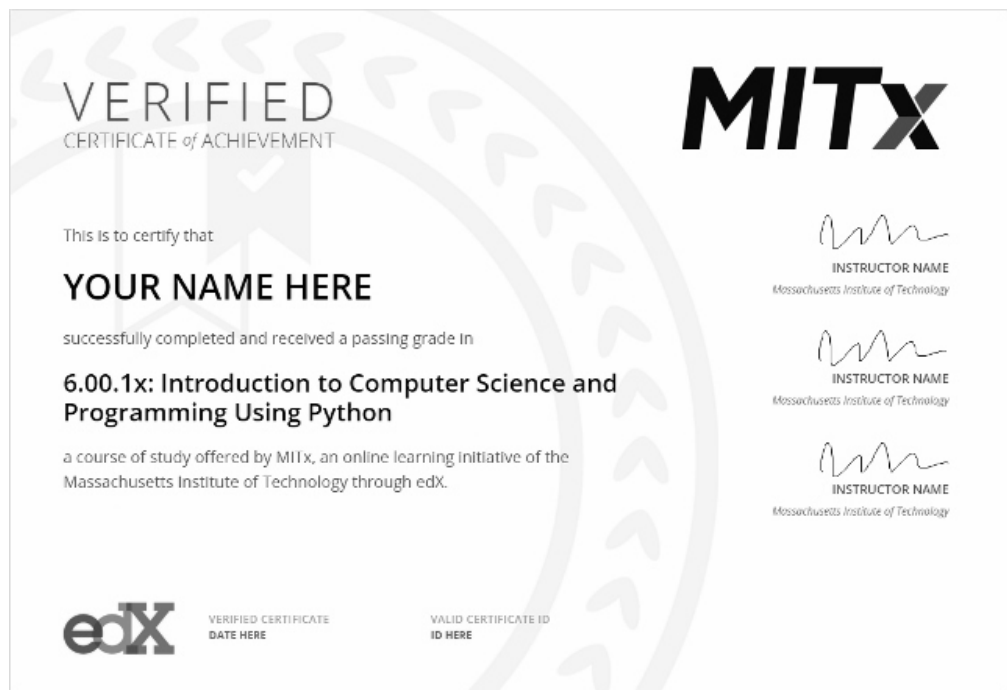 VERIFIED
CERTIFICATE of ACHIEVEMENT
MITx
This is to certify that
YOUR NAME HERE
successfully completed and received a passing grade in
6.00.1x: Introduction to Computer Science and
Programming Using Python
a course of study offered by MITx, an online learning initiative of the
Massachusetts Institute of Technology through edX.
INSTRUCTOR NAME
Massachusetts Institute of Technology
INSTRUCTOR NAME
Massachusetts Institute of Technology
INSTRUCTOR NAME
Massachusetts Institute of Technology
edX
VERIFIED CERTIFICATE
DATE HERE
VALID CERTIFICATE ID
ID HERE